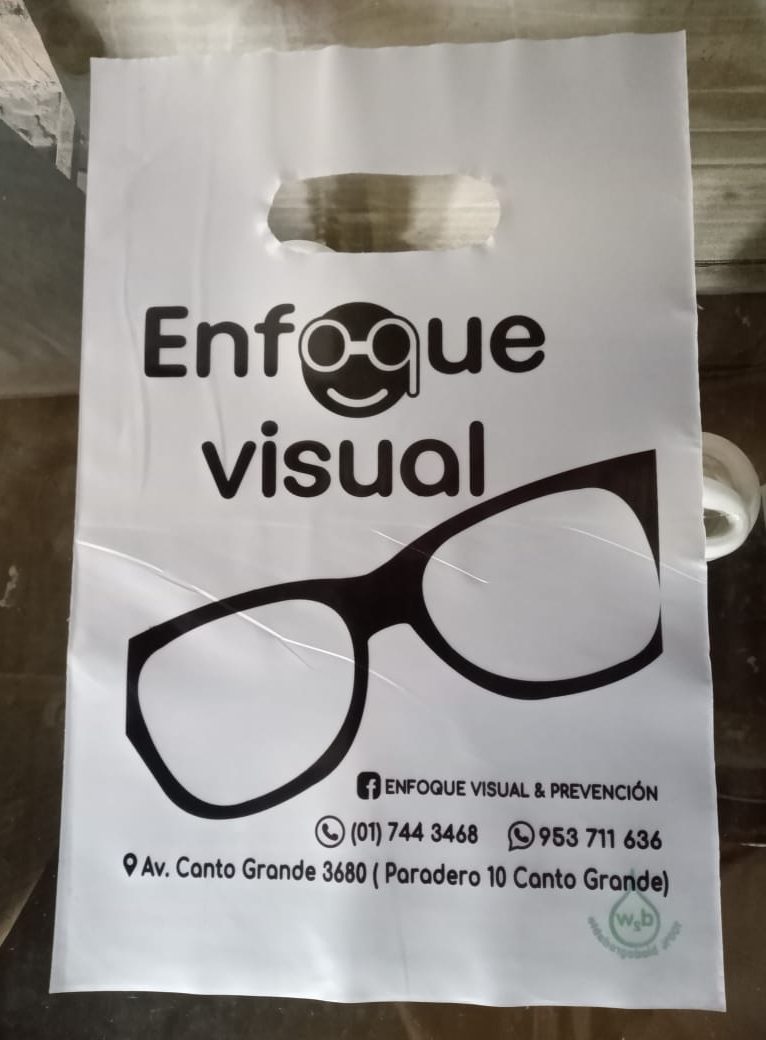 Enfoque
visual
ENFOQUE VISUAL & PREVENCIÓN
(01) 744 3468 953 711 636
Av. Canto Grande 3680 ( Paradero 10 Canto Grande)
wsb